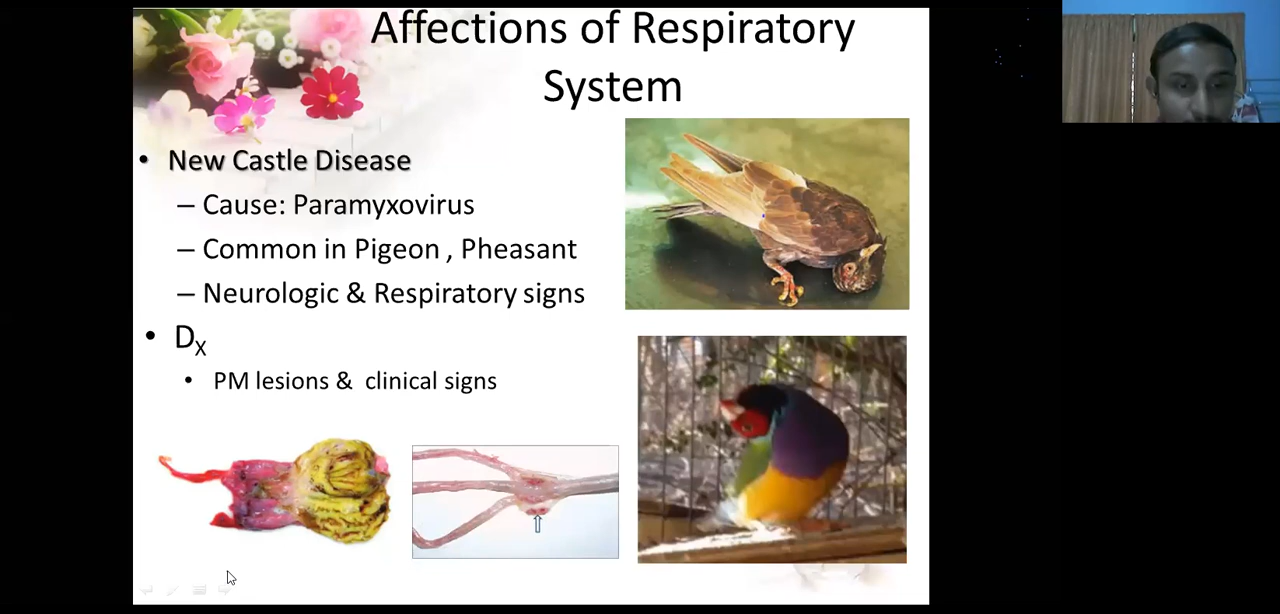 Affections of Respiratory
System
• New Castle Disease
– Cause: Paramyxovirus
– Common in Pigeon , Pheasant
– Neurologic & Respiratory signs
• Dx
• PM lesions & clinical signs